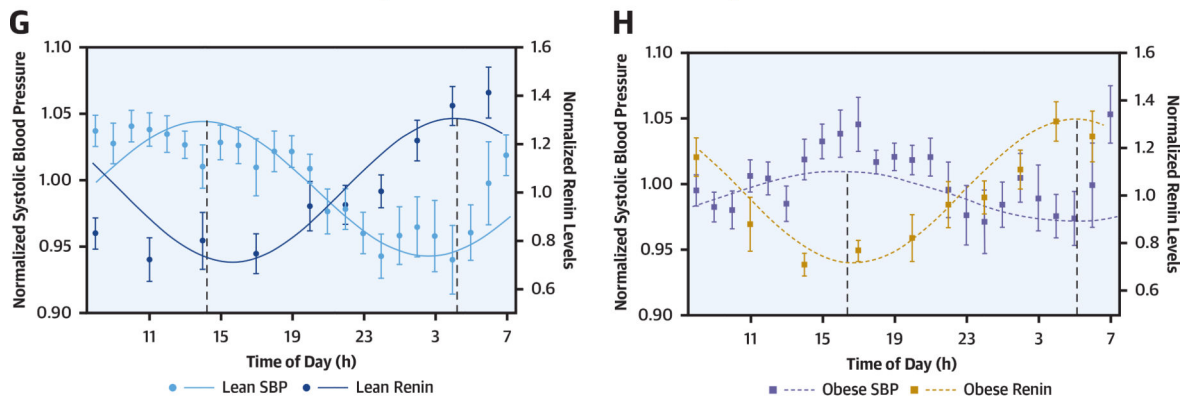 G
Normalized Systolic Blood Pressure
1.10
1.05
1.00
0.95
0.90
1.6
1.4
1.2
1.0
0.8
0.6
Normalized Renin Levels
11 15 19 23 3 7
Time of Day (h)
Lean SBP Lean Renin
H
Normalized Systolic Blood Pressure
1.10
1.05
1.00
0.95
0.90
1.6
1.4
1.2
1.0
0.8
0.6
Normalized Renin Levels
11 15 19 23 3 7
Time of Day (h)
Obese SBP Obese Renin